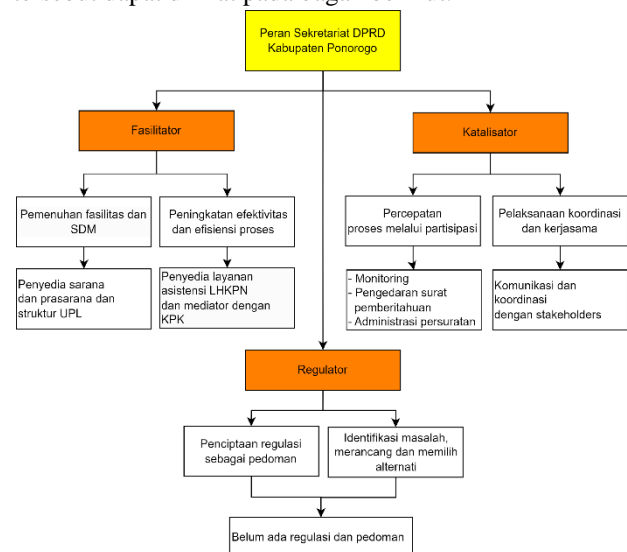 Peran Sekretariat DPRD
Kabupaten Ponorogo
Fasilitator
Katalisator
Pemenuhan fasilitas dan
SDM
Peningkatan efektivitas
dan efisiensi proses
Percepatan
proses melalui partisipasi
Pelaksanaan koordinasi
dan kerjasama
Penyedia sarana
dan prasarana dan
struktur UPL
Penyedia layanan
asistensi LHKPN
dan mediator dengan
KPK
- Monitoring
- Pengedaran surat
pemberitahuan
- Administrasi persuratan
Komunikasi dan
koordinasi
dengan stakeholders
Regulator
Penciptaan regulasi
sebagai pedoman
Identifikasi masalah,
merancang dan memilih
alternati
Belum ada regulasi dan pedoman